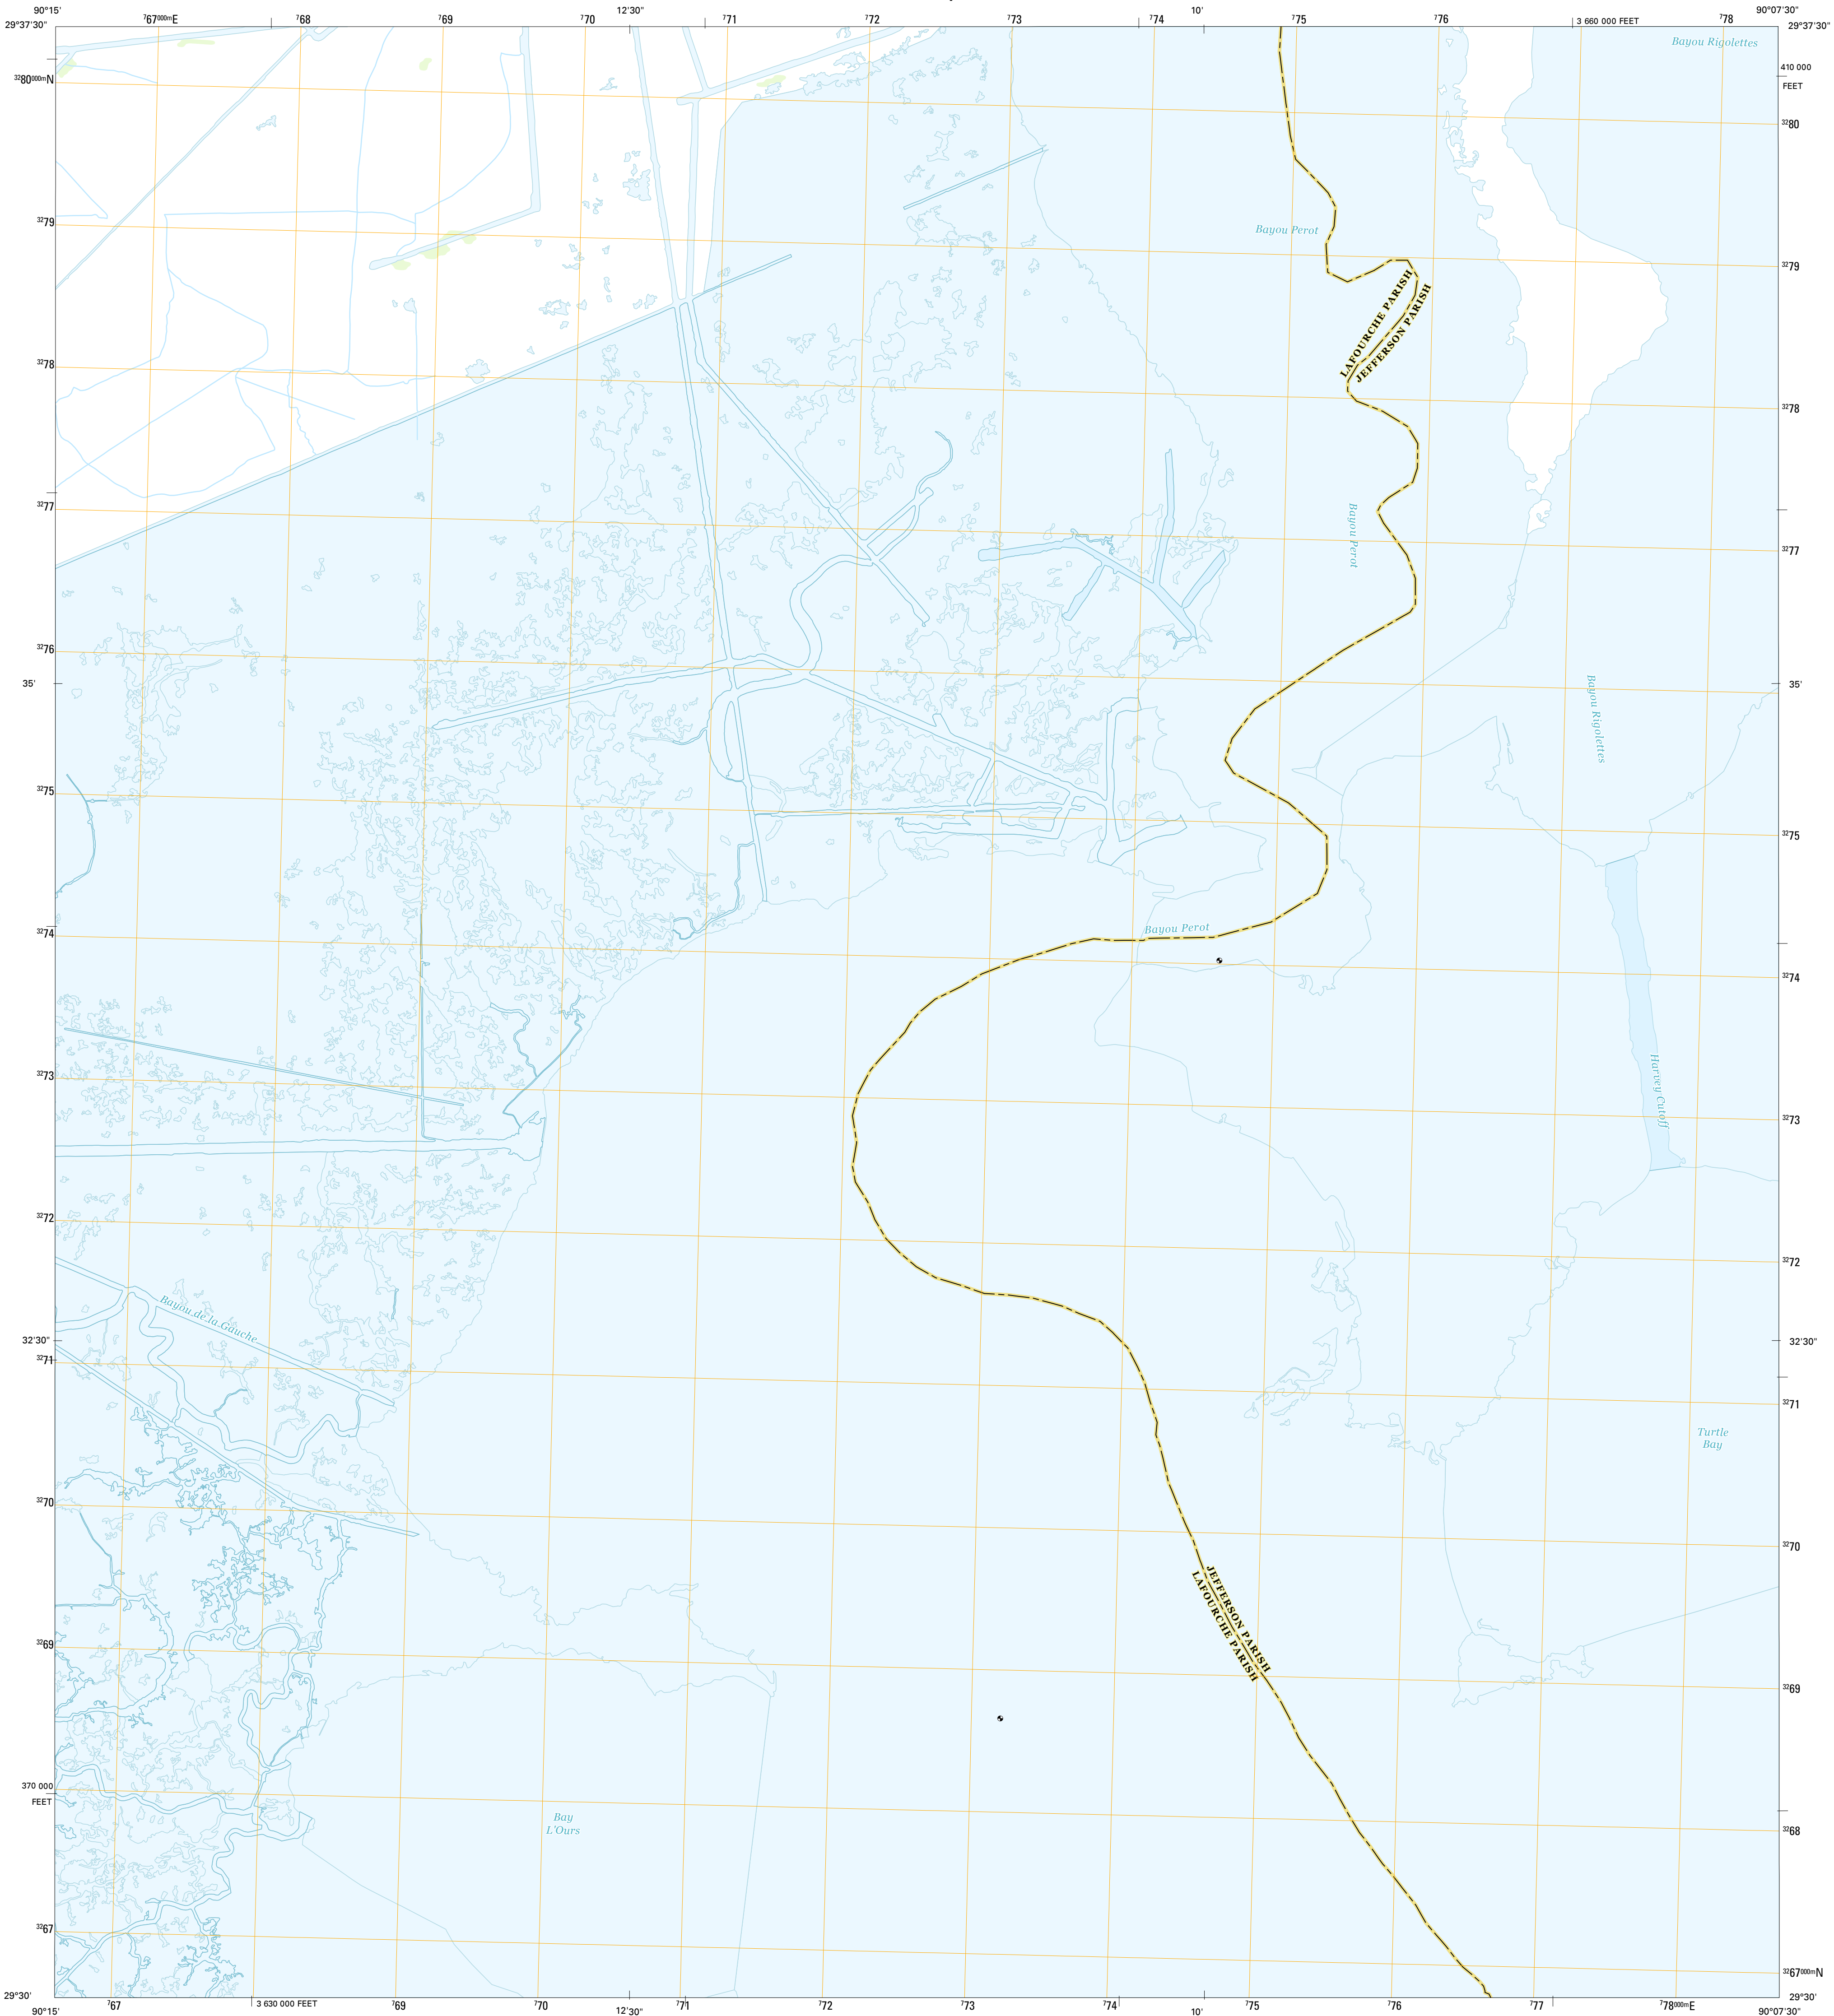 90°15'
⁷67⁰⁰⁰ᵐE
⁷68
⁷69
⁷70
12'30"
⁷71
⁷72
⁷73
⁷74
10'
⁷75
⁷76
3 660 000 FEET
⁷78
90°07'30"
29°37'30"
29°37'30"
Bayou Rigolettes
³²80⁰⁰⁰ᵐN
410 000
FEET
³²80
³²79
Bayou Perot
³²79
LAFOURCHE PARISH
JEFFERSON PARISH
³²78
³²78
³²77
Bayou Perot
³²77
³²76
35'
35'
Bayou Rigolettes
³²75
³²75
³²74
Bayou Perot
³²74
³²73
Harvey Cutoff
³²73
³²72
³²72
Bayou de la Gauche
32'30"
32'30"
³²71
³²71
Turtle
Bay
³²70
³²70
JEFFERSON PARISH
LAFOURCHE PARISH
³²69
³²69
370 000
FEET
Bay
L'Ours
³²68
³²67
³²67⁰⁰⁰ᵐN
29°30'
29°30'
90°15'
⁷67
3 630 000 FEET
⁷69
⁷70
12'30"
⁷71
⁷72
⁷73
⁷74
10'
⁷75
⁷76
⁷77
⁷78⁰⁰⁰ᵐE
90°07'30"